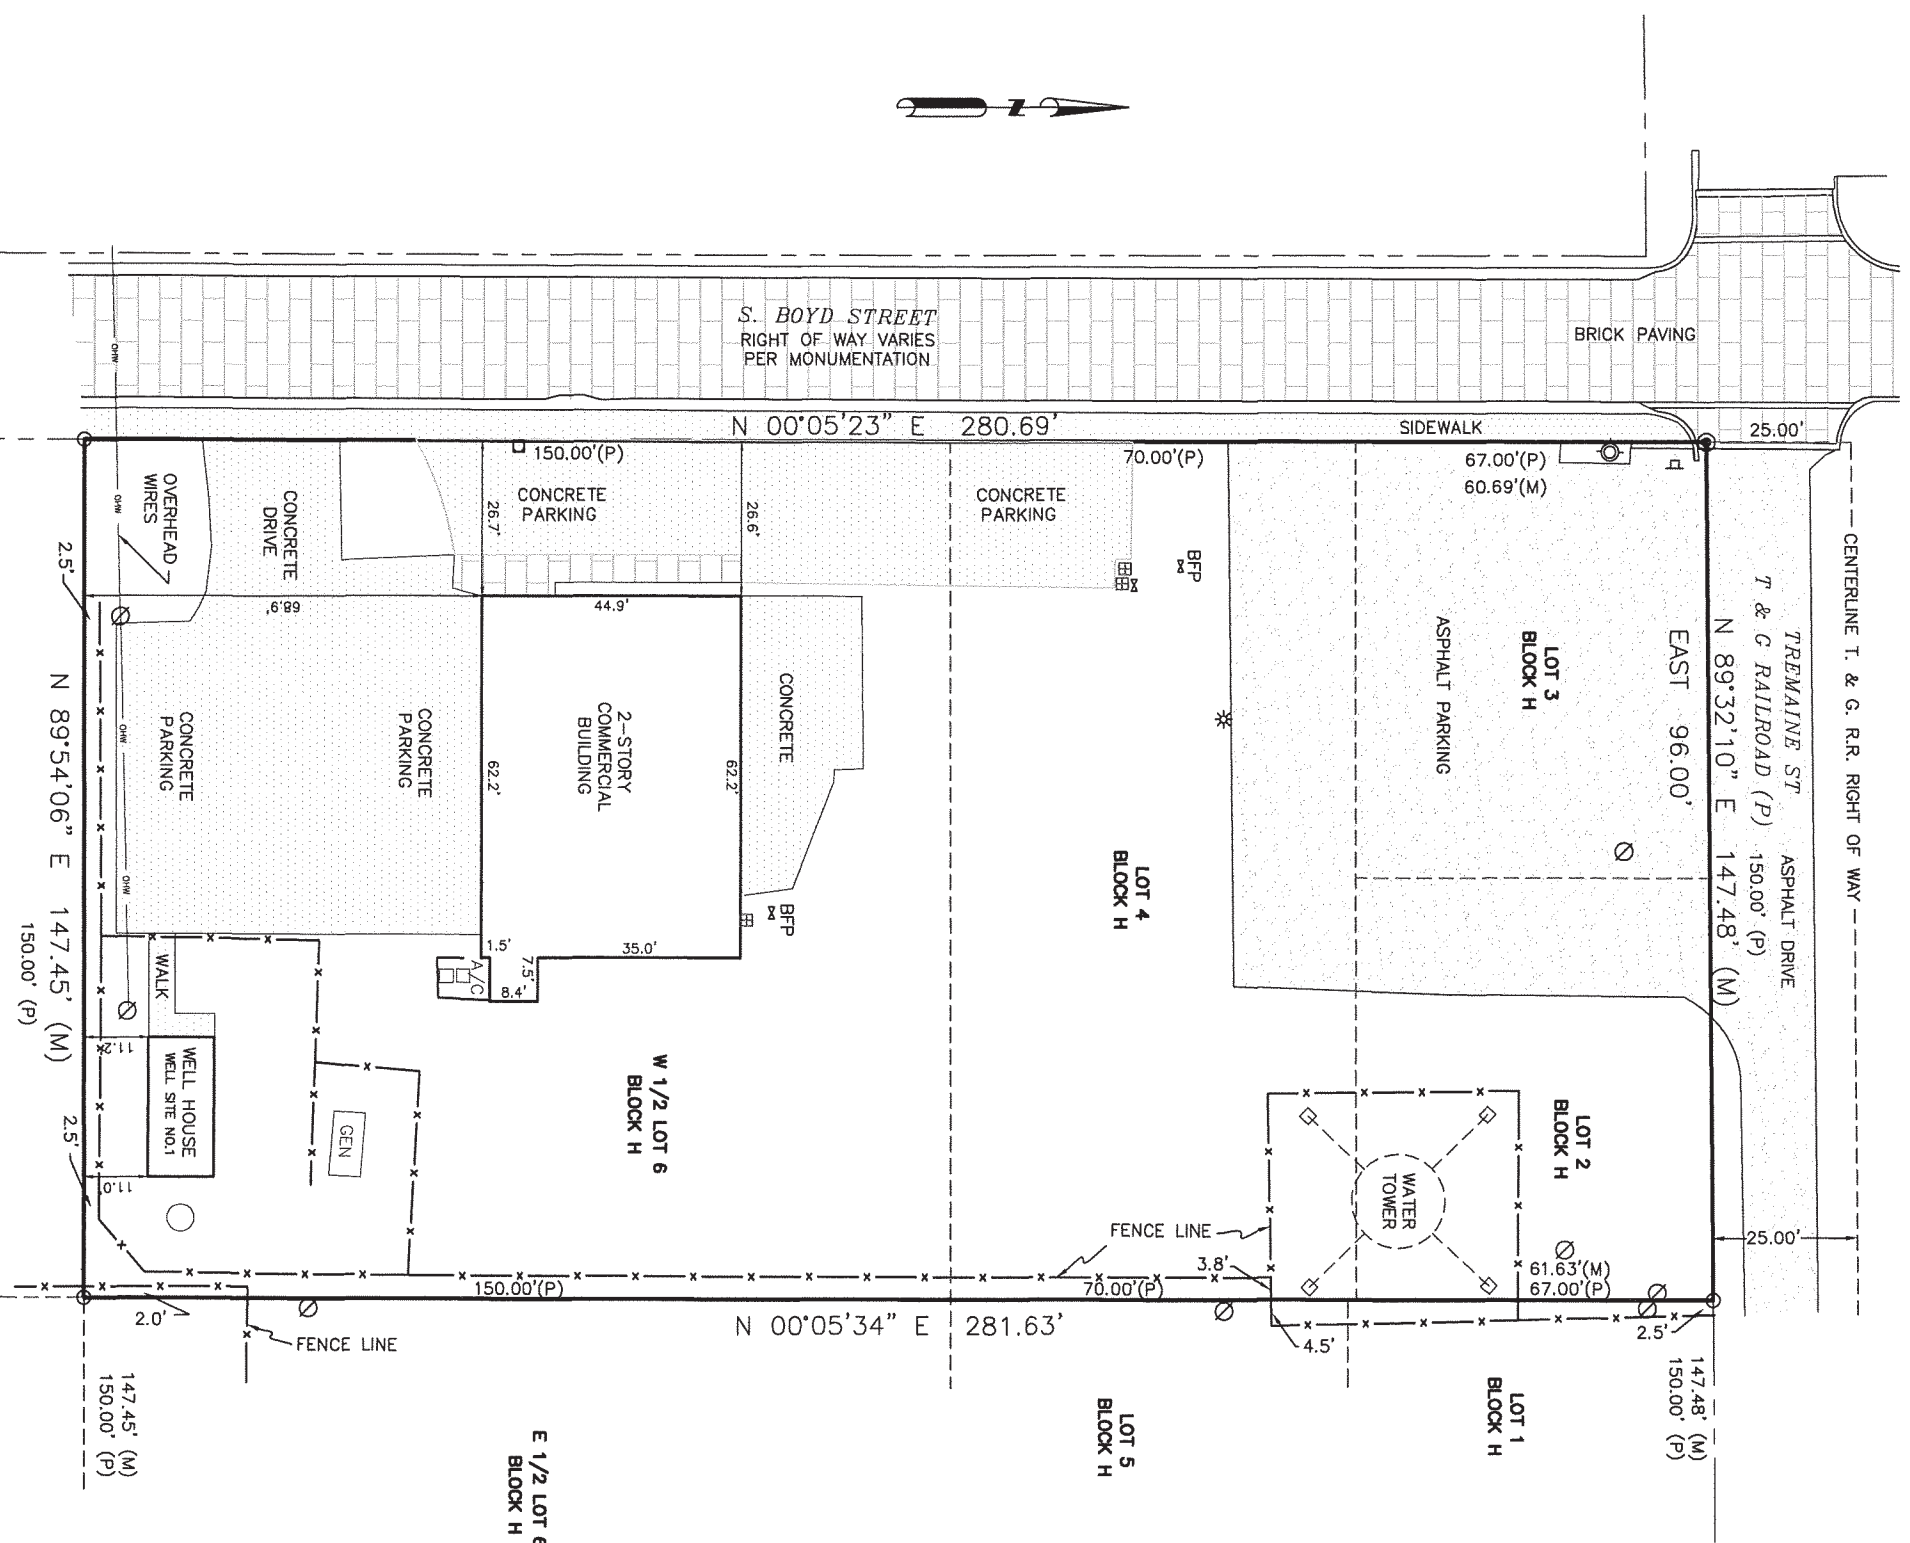 N
S. BOYD STREET
RIGHT OF WAY VARIES
PER MONUMENTATION
BRICK PAVING
OHW
N 00°05'23" E 280.69'
SIDEWALK
25.00'
150.00'(P)
70.00'(P)
67.00'(P)
60.69'(M)
OVERHEAD
WIRES
CONCRETE
DRIVE
CONCRETE
PARKING
26.7'
26.6'
CONCRETE
PARKING
BFP
2.5'
OHW
68.9'
44.9'
ASPHALT PARKING
LOT 3
BLOCK H
EAST 96.00'
N 89°32'10" E 147.48' (M)
150.00' (P)
T & G RAILROAD (P)
TREMAINE ST
ASPHALT DRIVE
CENTERLINE T. & G. R.R. RIGHT OF WAY
N 89°54'06" E 147.45' (M)
150.00' (P)
OHW
CONCRETE
PARKING
CONCRETE
PARKING
62.2'
2-STORY
COMMERCIAL
BUILDING
62.2'
CONCRETE
OHW
BFP
LOT 4
BLOCK H
1.5'
7.5'
35.0'
8.4'
A/C
WALK
11.2'
WELL HOUSE
WELL SITE NO.1
11.0'
2.5'
GEN
W 1/2 LOT 6
BLOCK H
LOT 2
BLOCK H
WATER
TOWER
FENCE LINE
3.8'
25.00'
61.63'(M)
67.00'(P)
150.00'(P)
70.00'(P)
2.0'
N 00°05'34" E 281.63'
FENCE LINE
4.5'
2.5'
147.45' (M)
150.00' (P)
E 1/2 LOT 6
BLOCK H
LOT 5
BLOCK H
LOT 1
BLOCK H
147.48' (M)
150.00' (P)